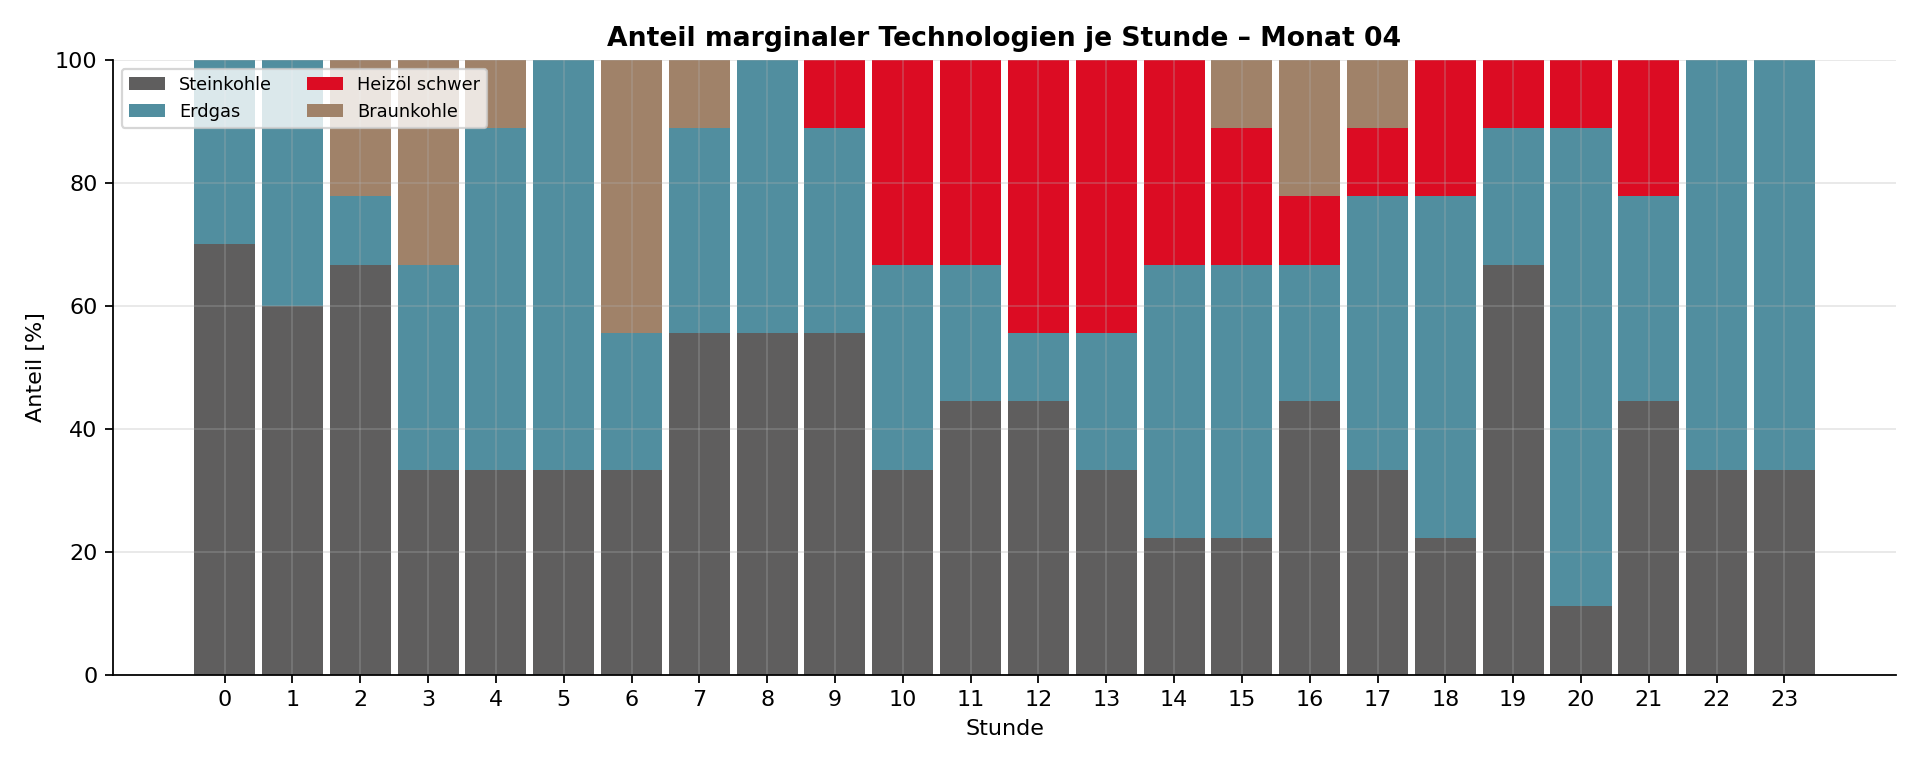 Anteil marginaler Technologien je Stunde – Monat 04
Steinkohle
Erdgas
Heizöl schwer
Braunkohle
Anteil [%]
100
80
60
40
20
0
0 1 2 3 4 5 6 7 8 9 10 11 12 13 14 15 16 17 18 19 20 21 22 23
Stunde